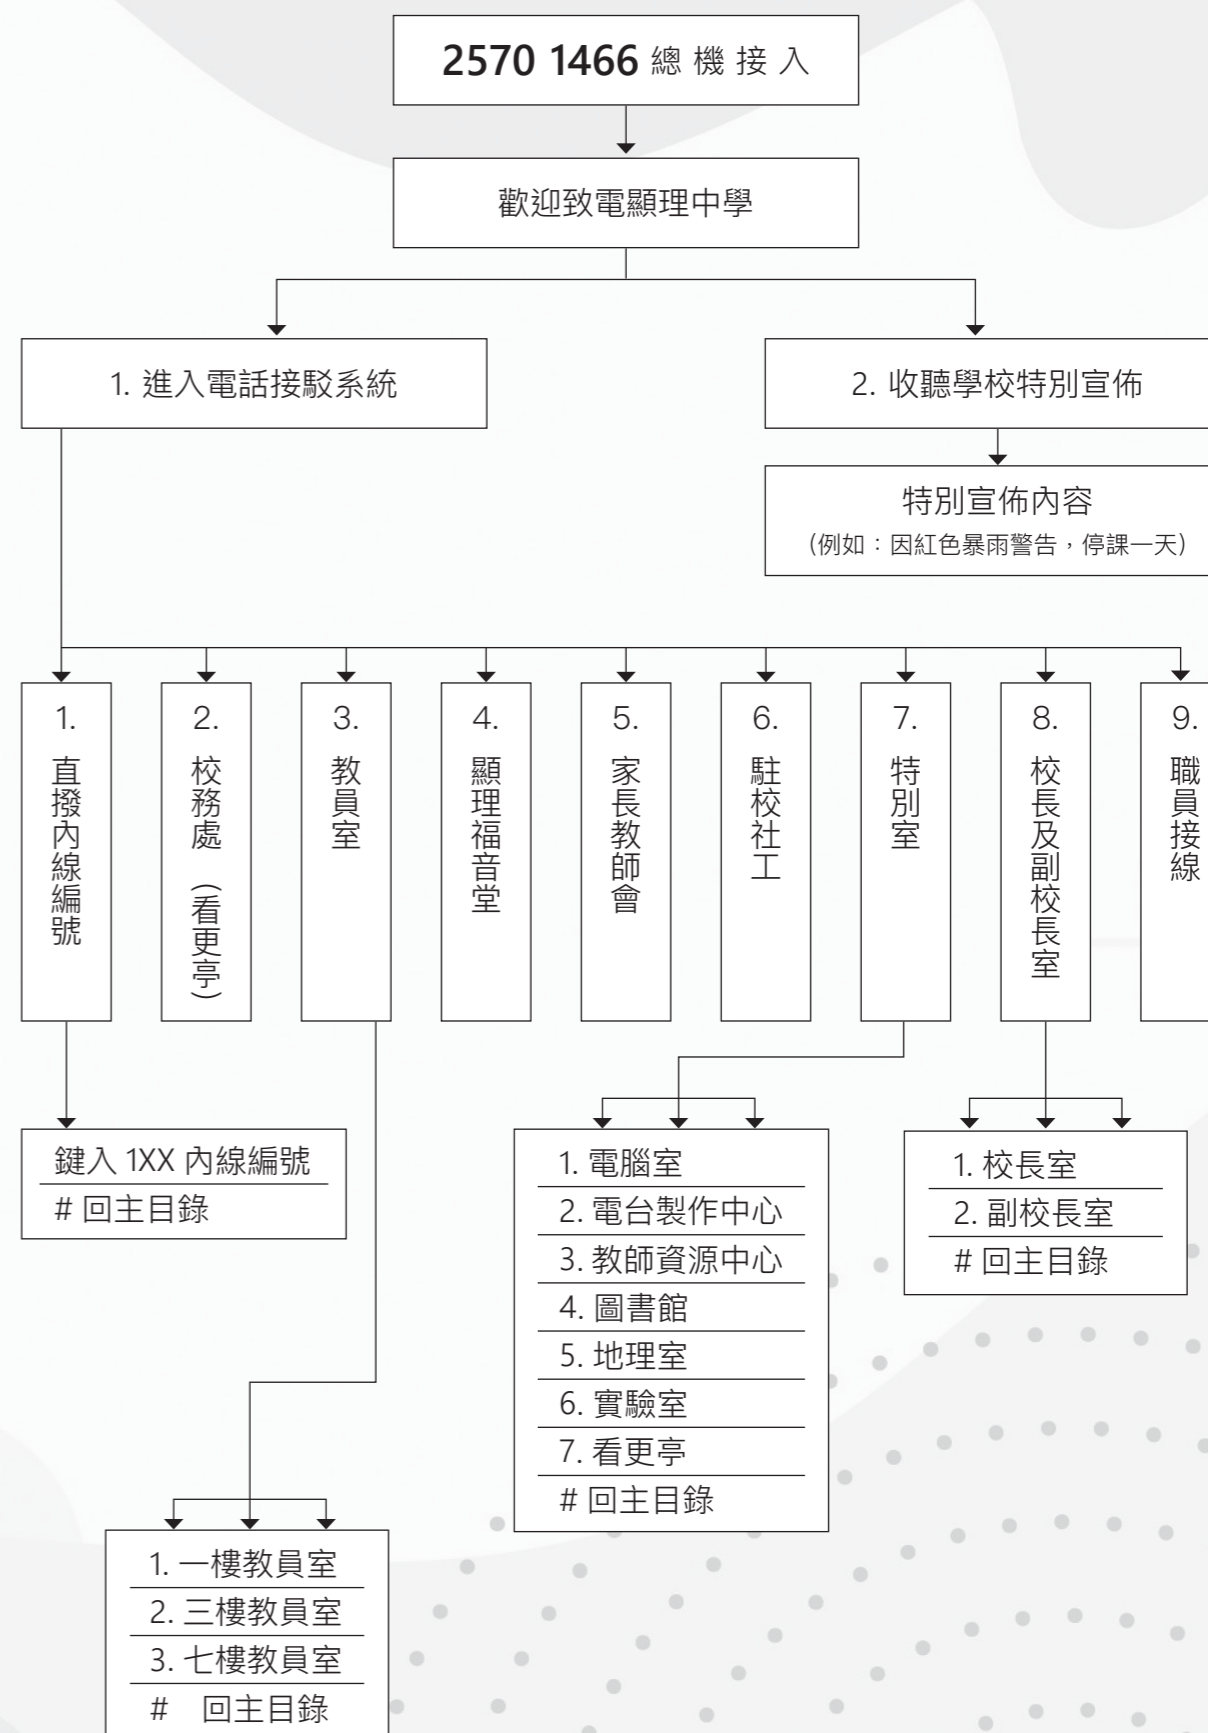 2570 1466 總機接入
歡迎致電顯理中學
1. 進入電話接駁系統
2. 收聽學校特別宣佈
特別宣佈內容
(例如：因紅色暴雨警告，停課一天)
1. 直撥內線編號
2. 校務處（看更亭）
3. 教員室
4. 顯理福音堂
5. 家長教師會
6. 駐校社工
7. 特別室
8. 校長及副校長室
9. 職員接線
鍵入 1XX 內線編號
# 回主目錄
1. 電腦室
2. 電台製作中心
3. 教師資源中心
4. 圖書館
5. 地理室
6. 實驗室
7. 看更亭
# 回主目錄
1. 校長室
2. 副校長室
# 回主目錄
1. 一樓教員室
2. 三樓教員室
3. 七樓教員室
# 回主目錄